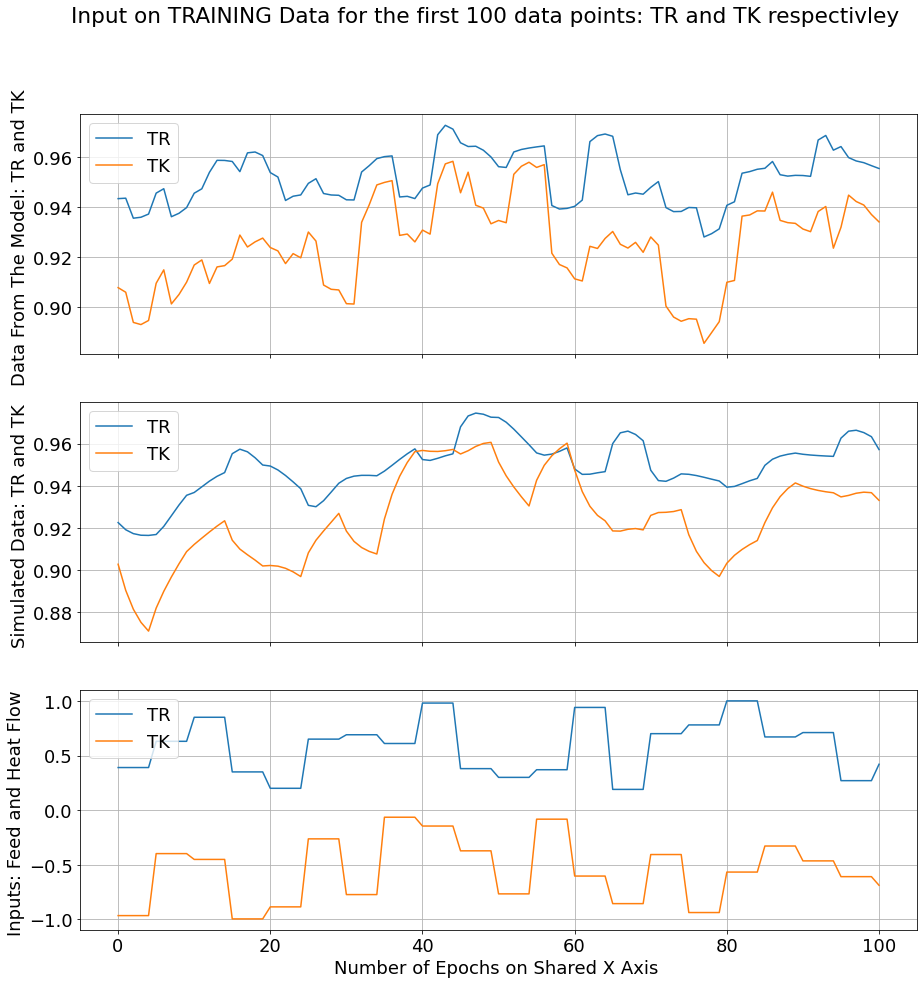 Input on TRAINING Data for the first 100 data points: TR and TK respectivley
Data From The Model: TR and TK
TR
TK
0.96
0.94
0.92
0.90
Simulated Data: TR and TK
TR
TK
0.96
0.94
0.92
0.90
0.88
Inputs: Feed and Heat Flow
TR
TK
1.0
0.5
0.0
−0.5
−1.0
0 20 40 60 80 100
Number of Epochs on Shared X Axis